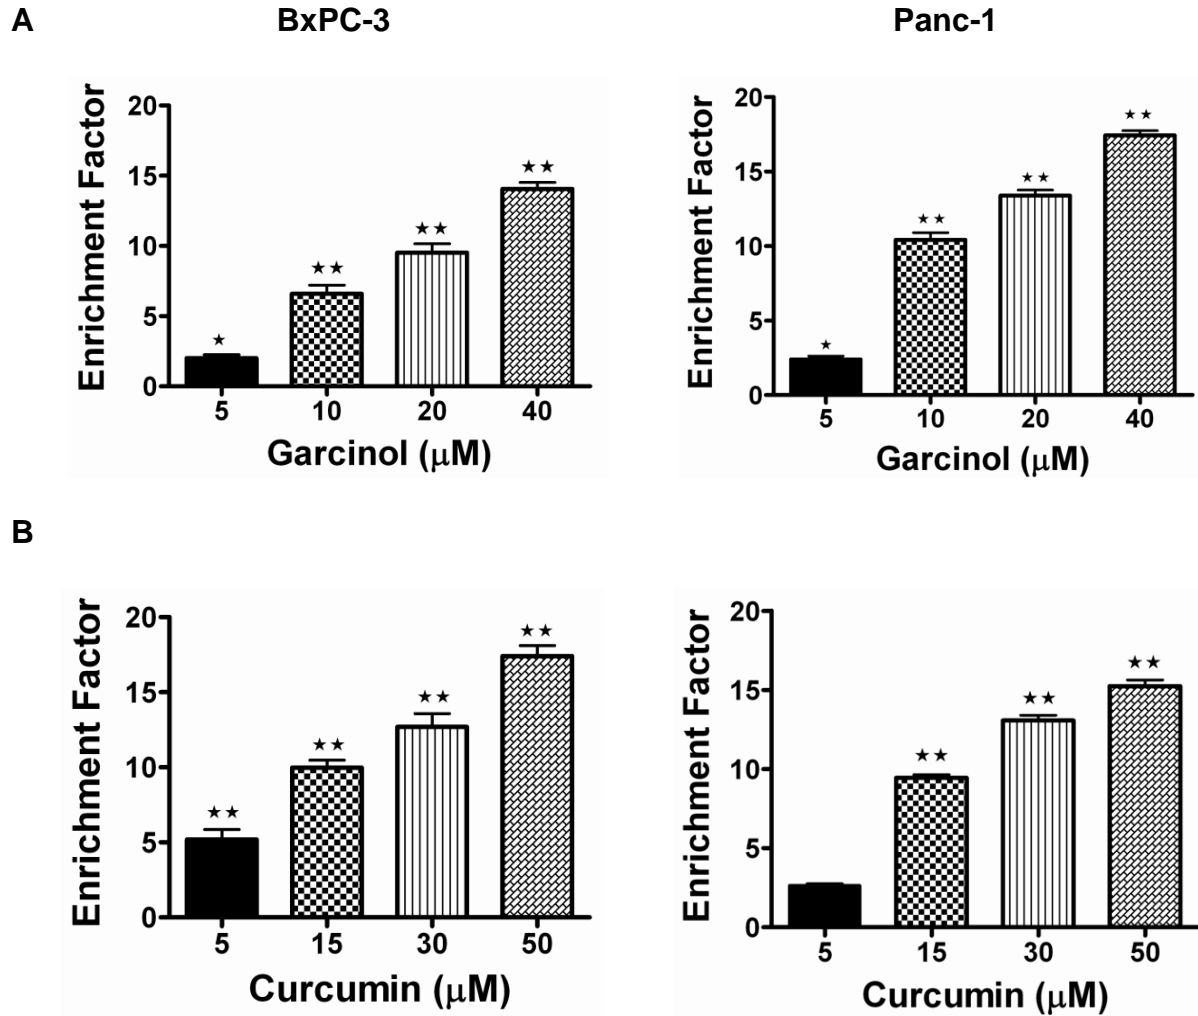 A
BxPC-3
Panc-1
Enrichment Factor
20
15
10
5
0
★
★★
★★
★★
5 10 20 40
Garcinol (μM)
Enrichment Factor
20
15
10
5
0
★
★★
★★
★★
5 10 20 40
Garcinol (μM)
B
Enrichment Factor
20
15
10
5
0
★★
★★
★★
★★
5 15 30 50
Curcumin (μM)
Enrichment Factor
20
15
10
5
0
★★
★★
★★
5 15 30 50
Curcumin (μM)